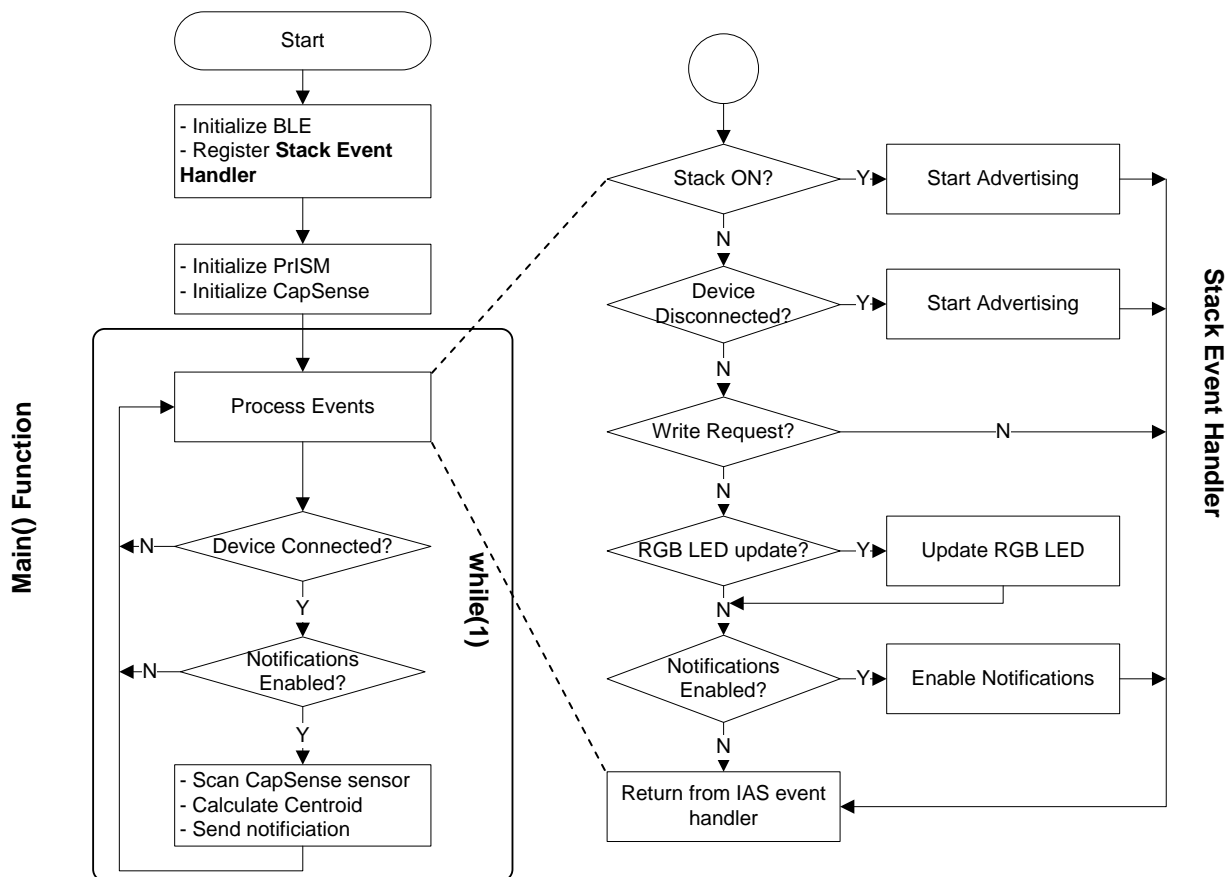 Start
- Initialize BLE
- Register Stack Event
Handler
- Initialize PrISM
- Initialize CapSense
Main() Function
while(1)
Process Events
Device Connected?
N
Y
Notifications
Enabled?
N
Y
- Scan CapSense sensor
- Calculate Centroid
- Send notificiation
Stack Event Handler
Stack ON?
Y
Start Advertising
N
Device
Disconnected?
Y
Start Advertising
N
Write Request?
N
N
RGB LED update?
Y
Update RGB LED
N
Notifications
Enabled?
Y
Enable Notifications
N
Return from IAS event
handler